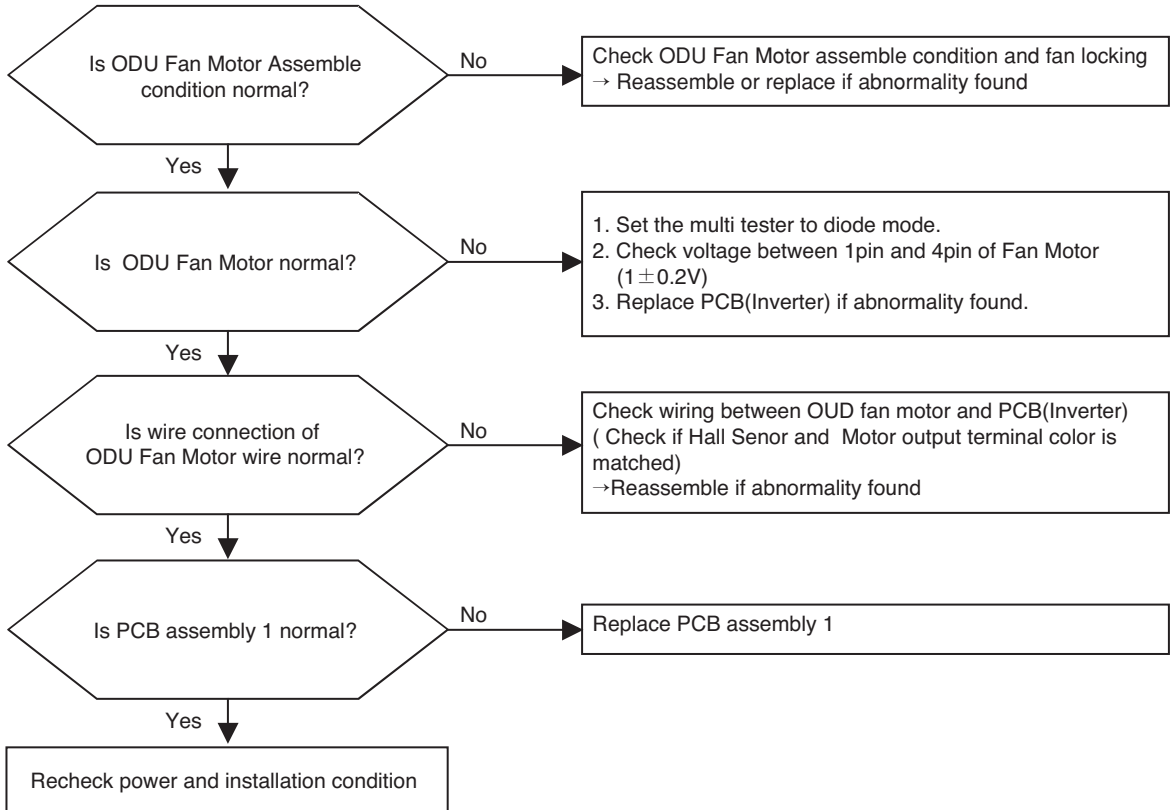 Is ODU Fan Motor Assemble
condition normal?
No
Check ODU Fan Motor assemble condition and fan locking
→ Reassemble or replace if abnormality found
Yes
Is ODU Fan Motor normal?
No
1. Set the multi tester to diode mode.
2. Check voltage between 1pin and 4pin of Fan Motor
(1±0.2V)
3. Replace PCB(Inverter) if abnormality found.
Yes
Is wire connection of
ODU Fan Motor wire normal?
No
Check wiring between OUD fan motor and PCB(Inverter)
( Check if Hall Senor and Motor output terminal color is
matched)
→Reassemble if abnormality found
Yes
Is PCB assembly 1 normal?
No
Replace PCB assembly 1
Yes
Recheck power and installation condition